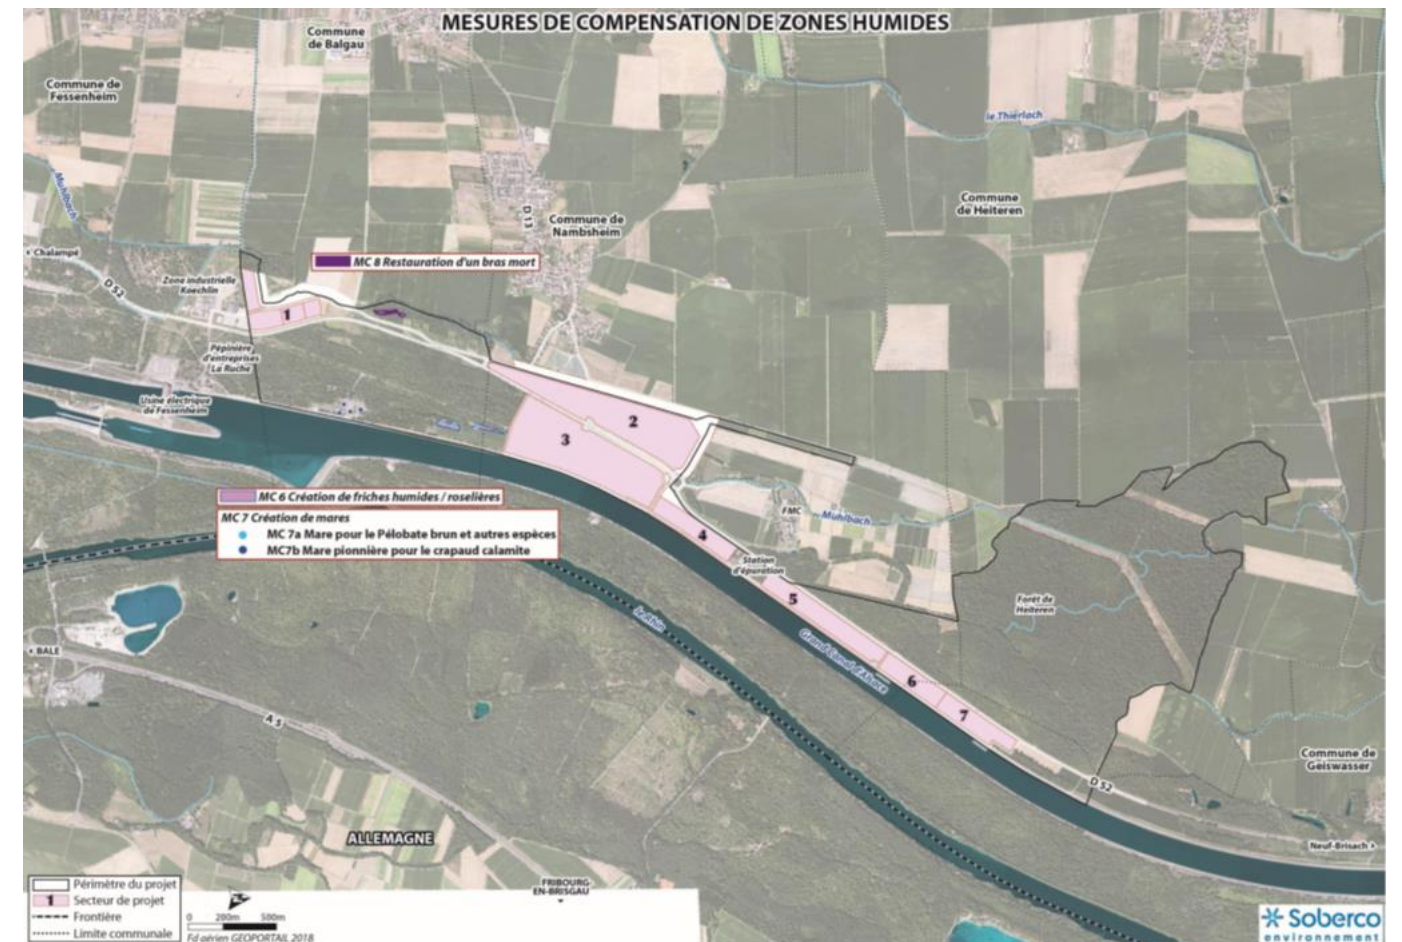 MESURES DE COMPENSATION DE ZONES HUMIDES
Commune
de Balgau
Commune de
Fessenheim
le Thierlach
Muhlbach
Commune
de Heiteren
Commune de
Nambsheim
D 13
Chalampé
D 52
Zone industrielle
Koechlin
MC 8 Restauration d'un bras mort
1
Pépinière
d'entreprises
La Ruche
Usine électrique
de Fessenheim
2
3
MC 6 Création de friches humides / roselières
MC 7 Création de mares
MC 7a Mare pour le Pélobate brun et autres espèces
MC7b Mare pionnière pour le crapaud calamite
FMC
Muhlbach
4
Station
d'épuration
5
Forêt de
Heiteren
le Rhin
Grand Canal d'Alsace
BALE
6
7
A 5
Commune de
Geiswasser
D 52
ALLEMAGNE
Neuf-Brisach
FRIBOURG-
EN-BRISGAU
Périmètre du projet
1 Secteur de projet
Frontière
Limite communale
0 200m 500m
Fd aérien GEOPORTAIL 2018
Soberco
environnement